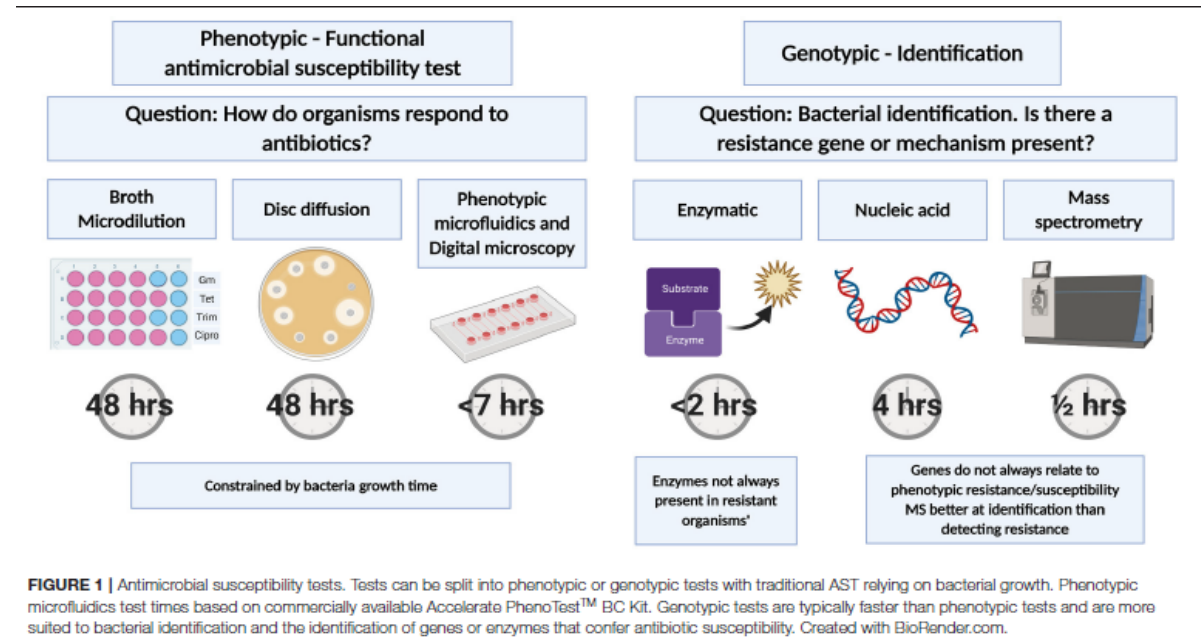 Phenotypic - Functional
antimicrobial susceptibility test
Genotypic - Identification
Question: How do organisms respond to
antibiotics?
Question: Bacterial identification. Is there a
resistance gene or mechanism present?
Broth
Microdilution
Disc diffusion
Phenotypic
microfluidics and
Digital microscopy
Enzymatic
Nucleic acid
Mass
spectrometry
Gm
Tet
Trim
Cipro
Substrate
Enzyme
48 hrs
48 hrs
<7 hrs
<2 hrs
4 hrs
½ hrs
Constrained by bacteria growth time
Enzymes not always
present in resistant
organisms'
Genes do not always relate to
phenotypic resistance/susceptibility
MS better at identification than
detecting resistance
FIGURE 1 | Antimicrobial susceptibility tests. Tests can be split into phenotypic or genotypic tests with traditional AST relying on bacterial growth. Phenotypic
microfluidics test times based on commercially available Accelerate PhenoTest™ BC Kit. Genotypic tests are typically faster than phenotypic tests and are more
suited to bacterial identification and the identification of genes or enzymes that confer antibiotic susceptibility. Created with BioRender.com.